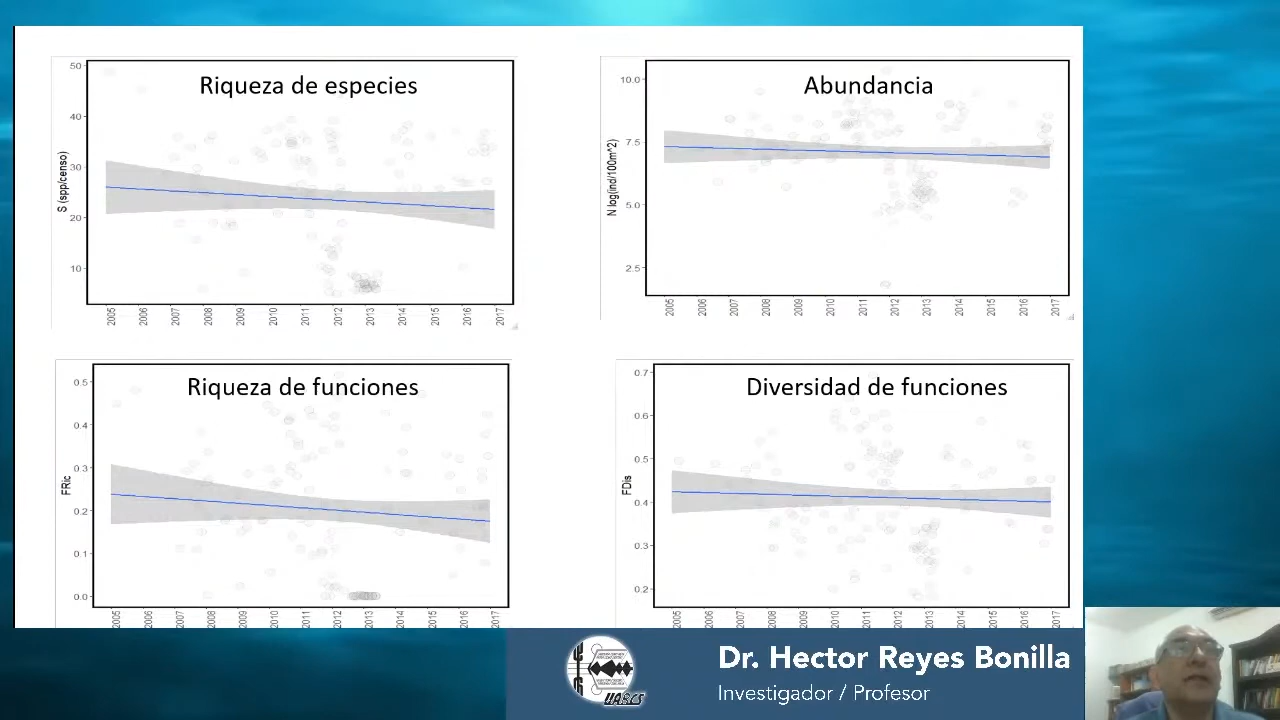 Riqueza de especies
S (spp/censo)
50
40
30
20
10
2005 2006 2007 2008 2009 2010 2011 2012 2013 2014 2015 2016 2017
Abundancia
N log(ind/100m^2)
10.0
7.5
5.0
2.5
2005 2006 2007 2008 2009 2010 2011 2012 2013 2014 2015 2016 2017
Riqueza de funciones
FRic
0.5
0.4
0.3
0.2
0.1
0.0
2005 2006 2007 2008 2009 2010 2011 2012 2013 2014 2015 2016 2017
Diversidad de funciones
FDis
0.7
0.6
0.5
0.4
0.3
0.2
2005 2006 2007 2008 2009 2010 2011 2012 2013 2014 2015 2016 2017
UABCS
Dr. Hector Reyes Bonilla
Investigador / Profesor